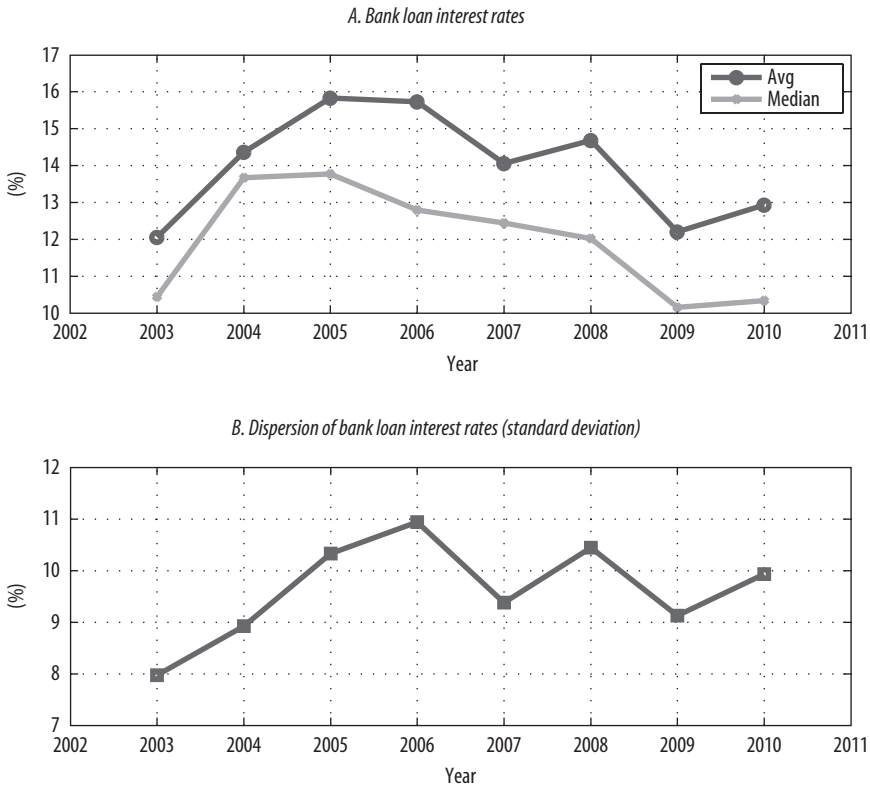 A. Bank loan interest rates
17
16
15
14
13
12
11
10
(%)
Avg
Median
2002 2003 2004 2005 2006 2007 2008 2009 2010 2011
Year
B. Dispersion of bank loan interest rates (standard deviation)
12
11
10
9
8
7
(%)
2002 2003 2004 2005 2006 2007 2008 2009 2010 2011
Year